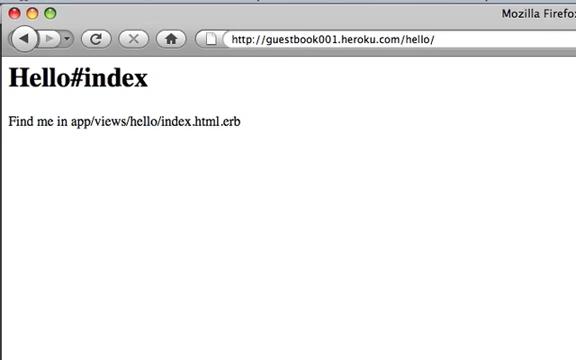 Mozilla Firefox
http://guestbook001.heroku.com/hello/
Hello#index
Find me in app/views/hello/index.html.erb